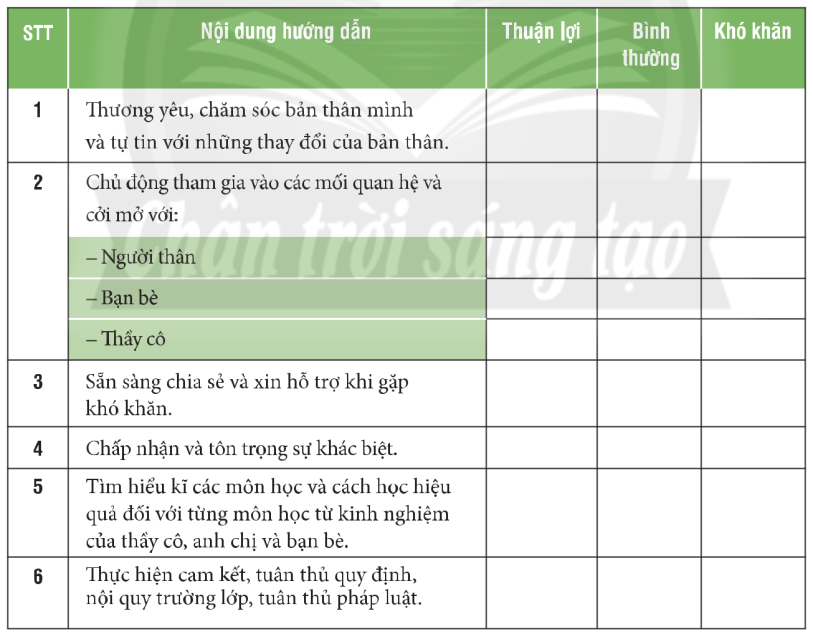 STT
Nội dung hướng dẫn
Thuận lợi
Bình
thường
Khó khăn
1
Thương yêu, chăm sóc bản thân mình
và tự tin với những thay đổi của bản thân.
2
Chủ động tham gia vào các mối quan hệ và
cởi mở với:
– Người thân
– Bạn bè
– Thầy cô
3
Sẵn sàng chia sẻ và xin hỗ trợ khi gặp
khó khăn.
4
Chấp nhận và tôn trọng sự khác biệt.
5
Tìm hiểu kĩ các môn học và cách học hiệu
quả đối với từng môn học từ kinh nghiệm
của thầy cô, anh chị và bạn bè.
6
Thực hiện cam kết, tuân thủ quy định,
nội quy trường lớp, tuân thủ pháp luật.
Chân trời sáng tạo